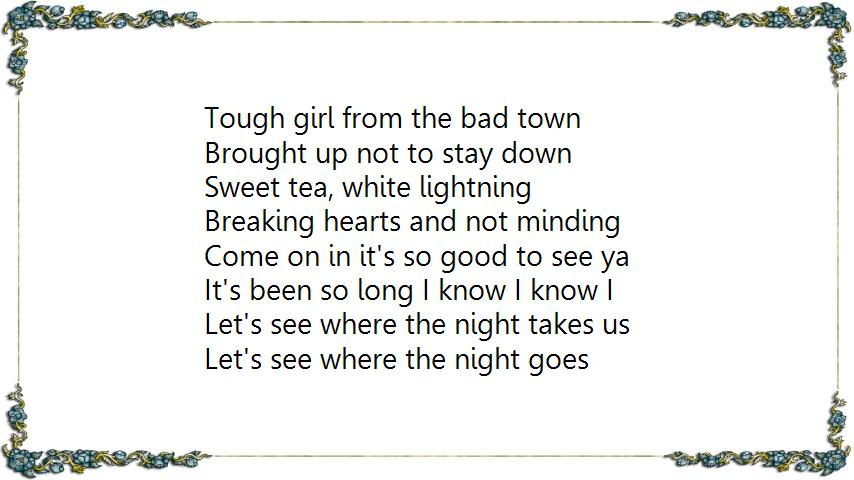 Tough girl from the bad town
Brought up not to stay down
Sweet tea, white lightning
Breaking hearts and not minding
Come on in it's so good to see ya
It's been so long I know I know I
Let's see where the night takes us
Let's see where the night goes